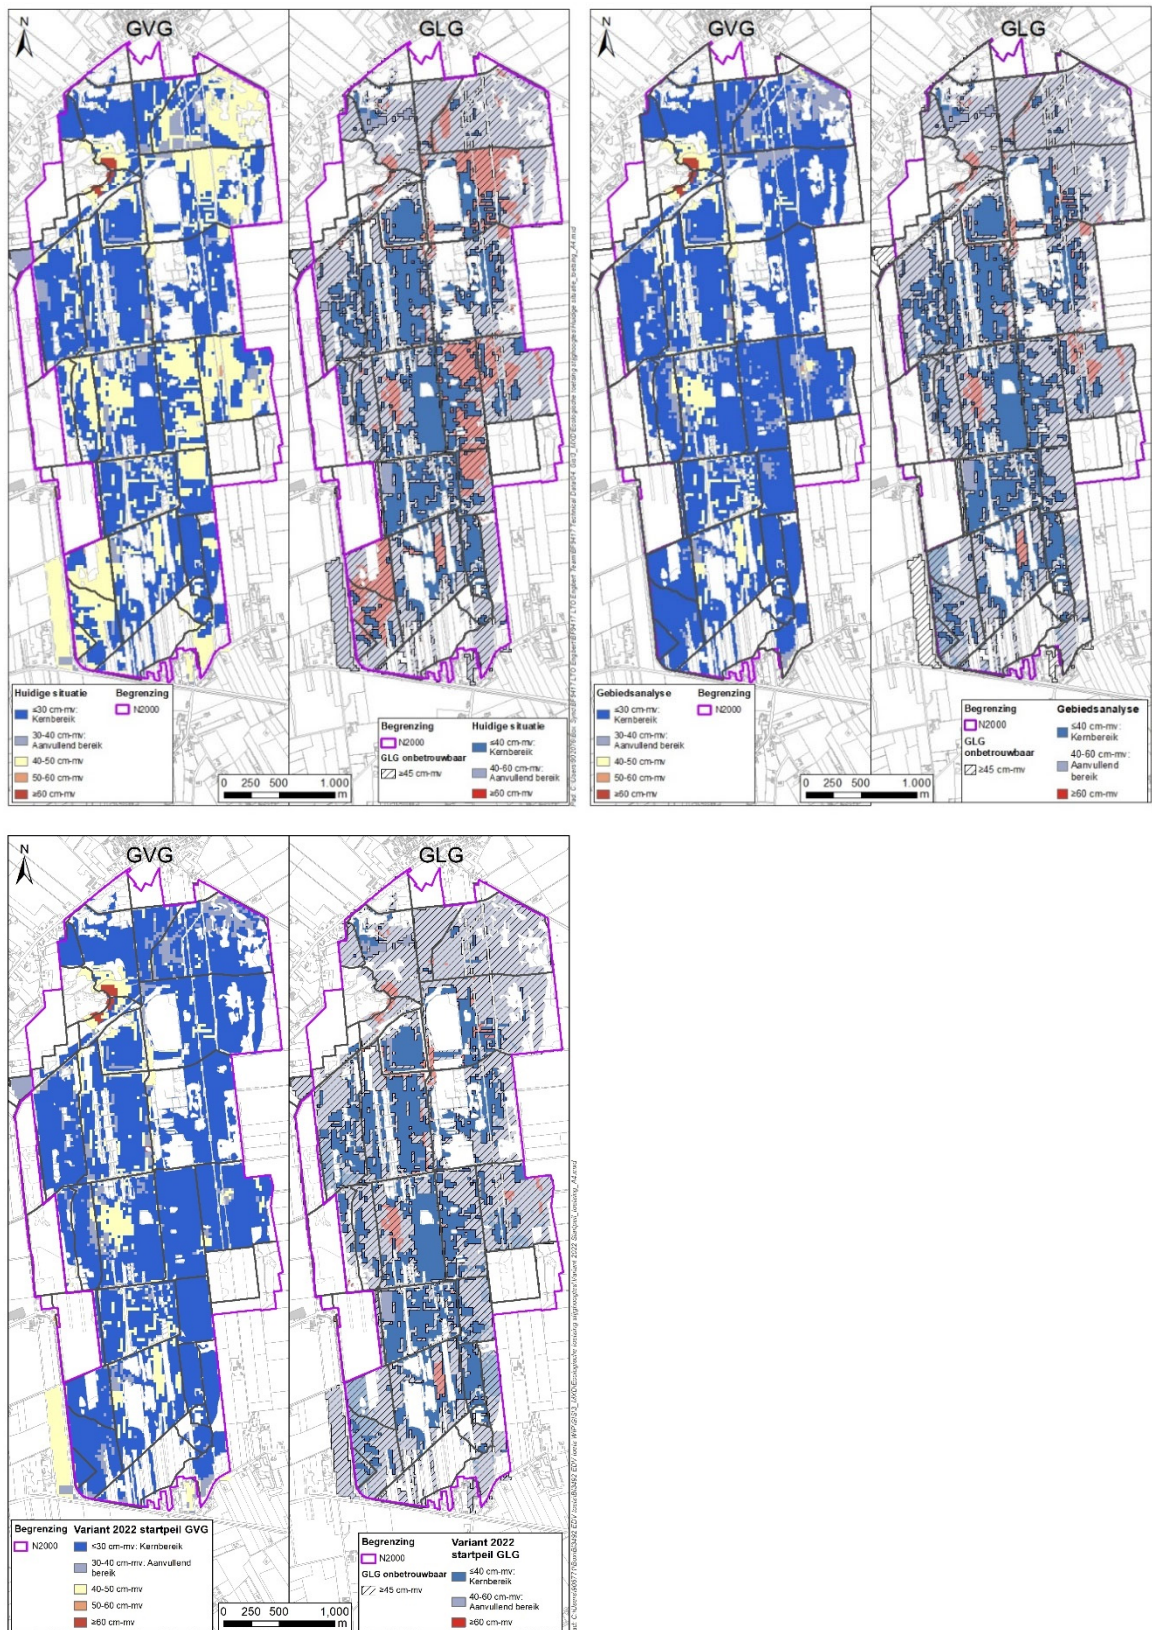 N
GVG
GLG
Huidige situatie
≤30 cm-mv:
Kernbereik
30-40 cm-mv:
Aanvullend bereik
40-50 cm-mv
50-60 cm-mv
≥60 cm-mv
Begrenzing
N2000
0 250 500 1.000
m
Begrenzing
N2000
GLG onbetrouwbaar
≥45 cm-mv
Huidige situatie
≤40 cm-mv:
Kernbereik
40-60 cm-mv:
Aanvullend bereik
≥60 cm-mv
N
GVG
GLG
Gebiedsanalyse
≤30 cm-mv:
Kernbereik
30-40 cm-mv:
Aanvullend bereik
40-50 cm-mv
50-60 cm-mv
≥60 cm-mv
Begrenzing
N2000
0 250 500 1.000
m
Begrenzing
N2000
GLG
onbetrouwbaar
≥45 cm-mv
Gebiedsanalyse
≤40 cm-mv:
Kernbereik
40-60 cm-mv:
Aanvullend
bereik
≥60 cm-mv
N
GVG
GLG
Begrenzing
N2000
Variant 2022 startpeil GVG
≤30 cm-mv: Kernbereik
30-40 cm-mv: Aanvullend
bereik
40-50 cm-mv
50-60 cm-mv
≥60 cm-mv
0 250 500 1,000
m
Begrenzing
N2000
GLG onbetrouwbaar
≥45 cm-mv
Variant 2022
startpeil GLG
≤40 cm-mv:
Kernbereik
40-60 cm-mv:
Aanvullend bereik
≥60 cm-mv